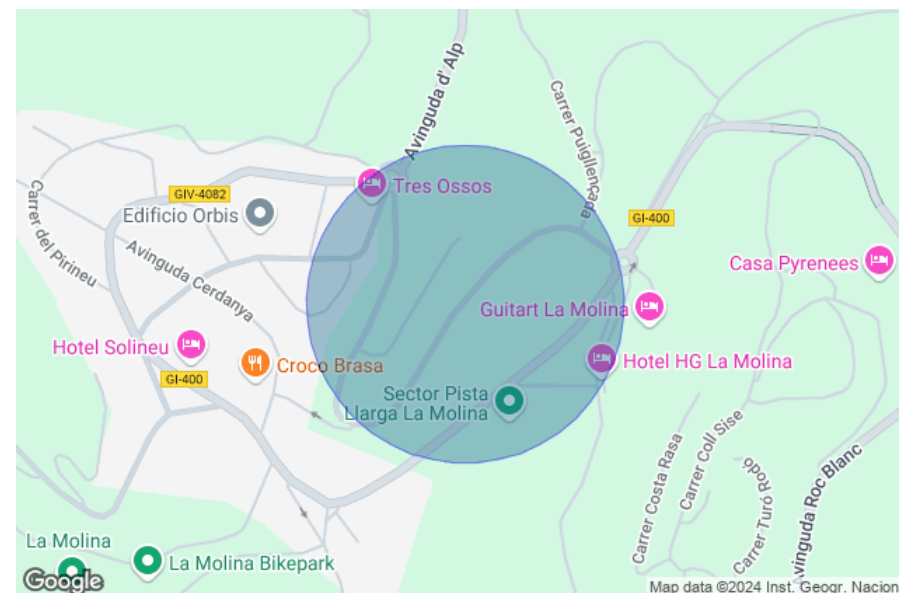 Avinguda d' Alp
Carrer Puigllençada
Tres Ossos
GIV-4082
Edificio Orbis
GI-400
Carrer del Pirineu
Avinguda Cerdanya
Casa Pyrenees
Guitart La Molina
Hotel Solineu
Croco Brasa
Hotel HG La Molina
GI-400
Sector Pista
Llarga La Molina
Carrer Costa Rasa
Carrer Coll Sise
Carrer Turó Rodó
Avinguda Roc Blanc
La Molina
La Molina Bikepark
Google
Map data ©2024 Inst. Geogr. Nacion